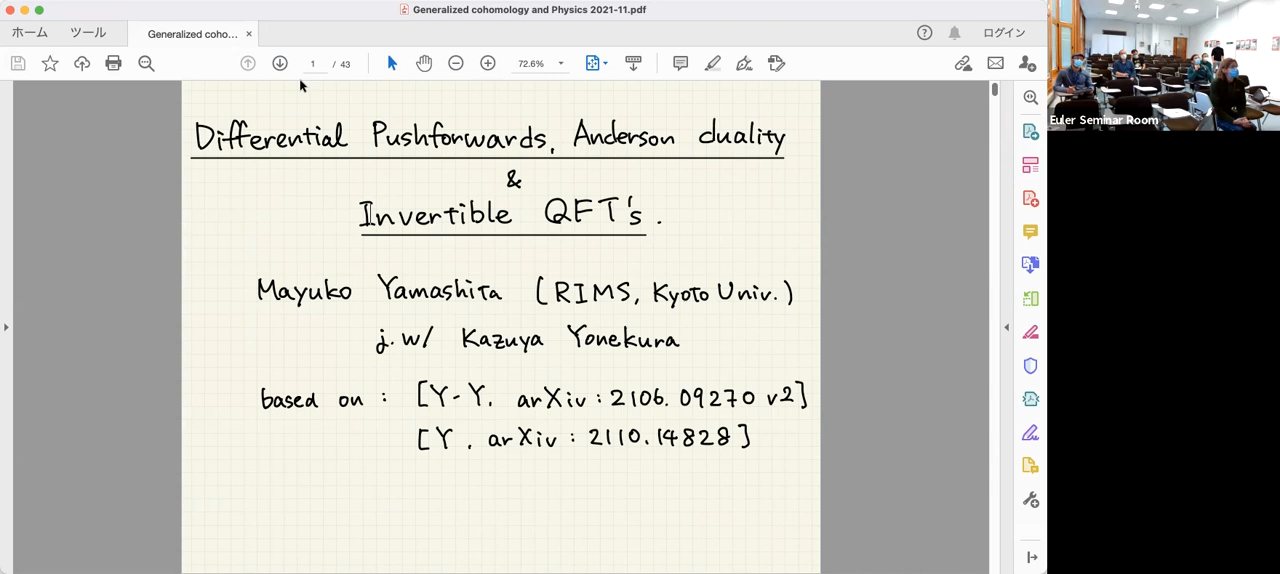 Generalized cohomology and Physics 2021-11.pdf
ホーム ツール Generalized coho... × ログイン
1 / 43 72.6%
Euler Seminar Room
Differential Pushforwards, Anderson duality
&
Invertible QFT's.
Mayuko Yamashita (RIMS, Kyoto Univ.)
j.w/ Kazuya Yonekura
based on : [Y-Y. arXiv: 2106.09270 v2]
[Y. arXiv: 2110.14828]